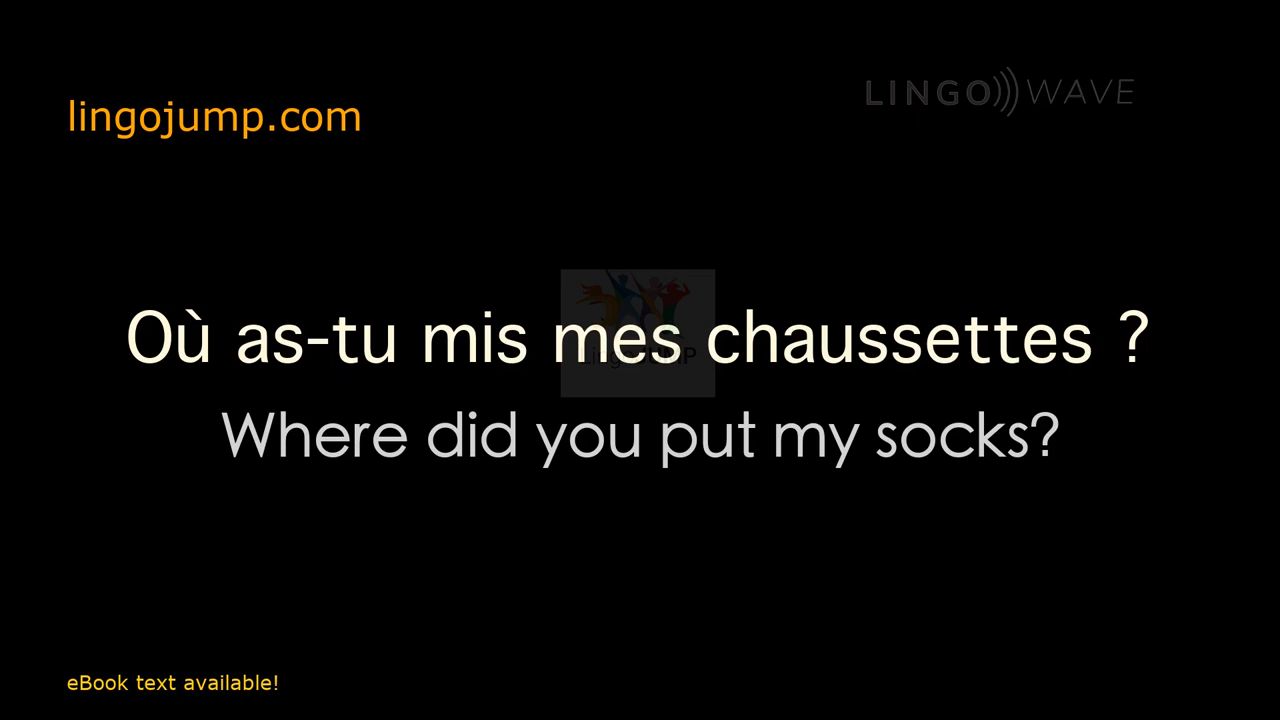 LINGO WAVE
lingojump.com
Où as-tu mis mes chaussettes ?
LingoJUMP
Where did you put my socks?
eBook text available!